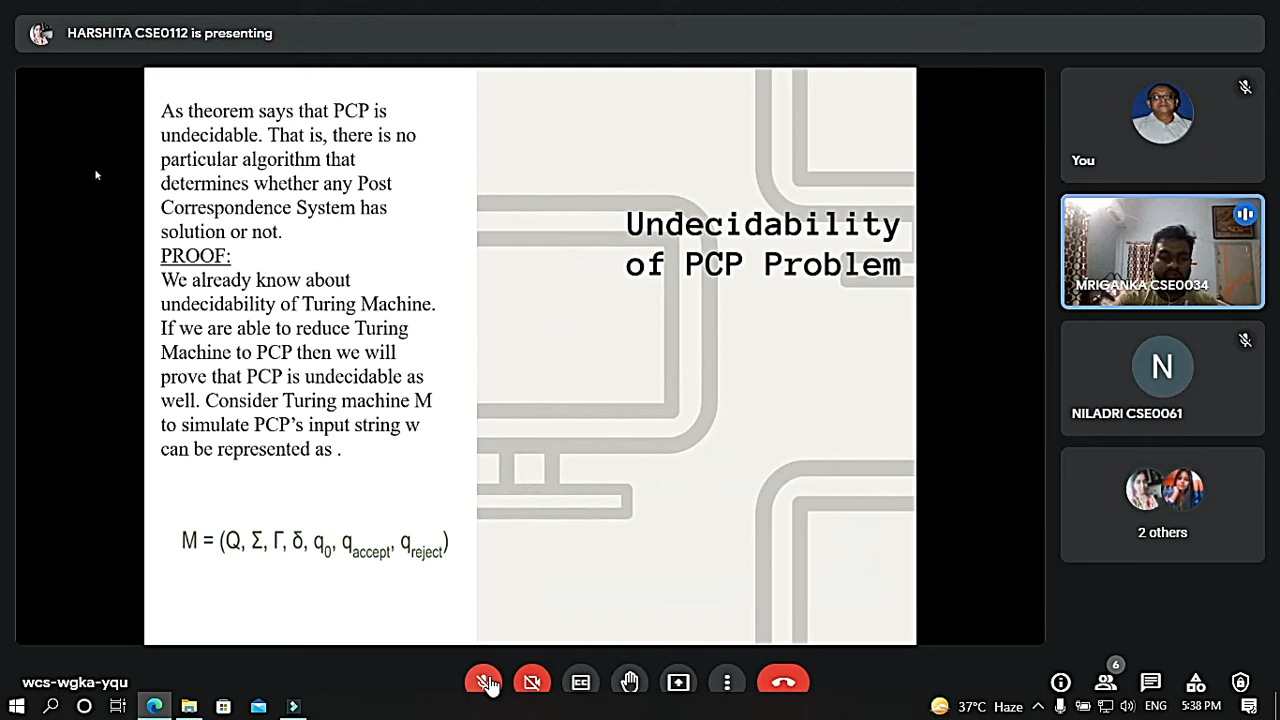 HARSHITA CSE0112 is presenting
As theorem says that PCP is
undecidable. That is, there is no
particular algorithm that
determines whether any Post
Correspondence System has
solution or not.
PROOF:
We already know about
undecidability of Turing Machine.
If we are able to reduce Turing
Machine to PCP then we will
prove that PCP is undecidable as
well. Consider Turing machine M
to simulate PCP’s input string w
can be represented as .
M = (Q, Σ, Γ, δ, q0, qaccept, qreject)
Undecidability
of PCP Problem
You
MRIGANKA CSE0034
N
NILADRI CSE0061
2 others
wcs-wgka-yqu
6
37°C Haze
ENG
5:38 PM